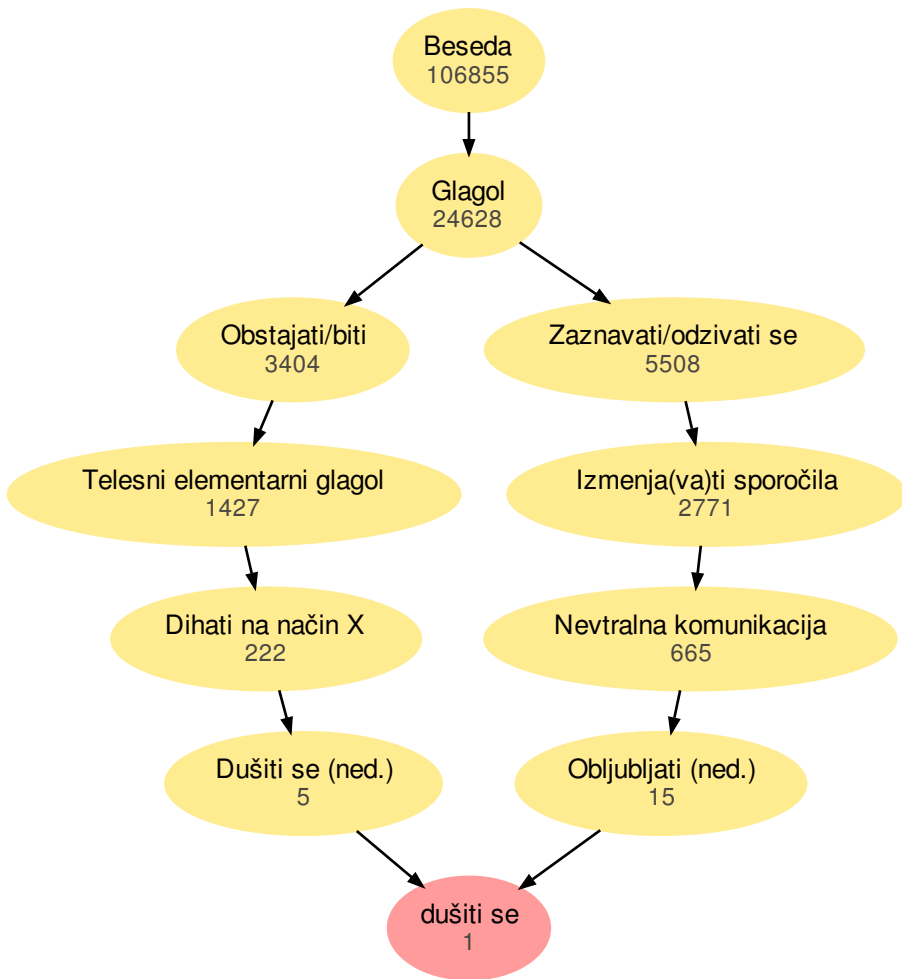 Beseda
106855
Glagol
24628
Obstajati/biti
3404
Zaznavati/odzivati se
5508
Telesni elementarni glagol
1427
Izmenja(va)ti sporočila
2771
Dihati na način X
222
Nevtralna komunikacija
665
Dušiti se (ned.)
5
Obljubljati (ned.)
15
dušiti se
1